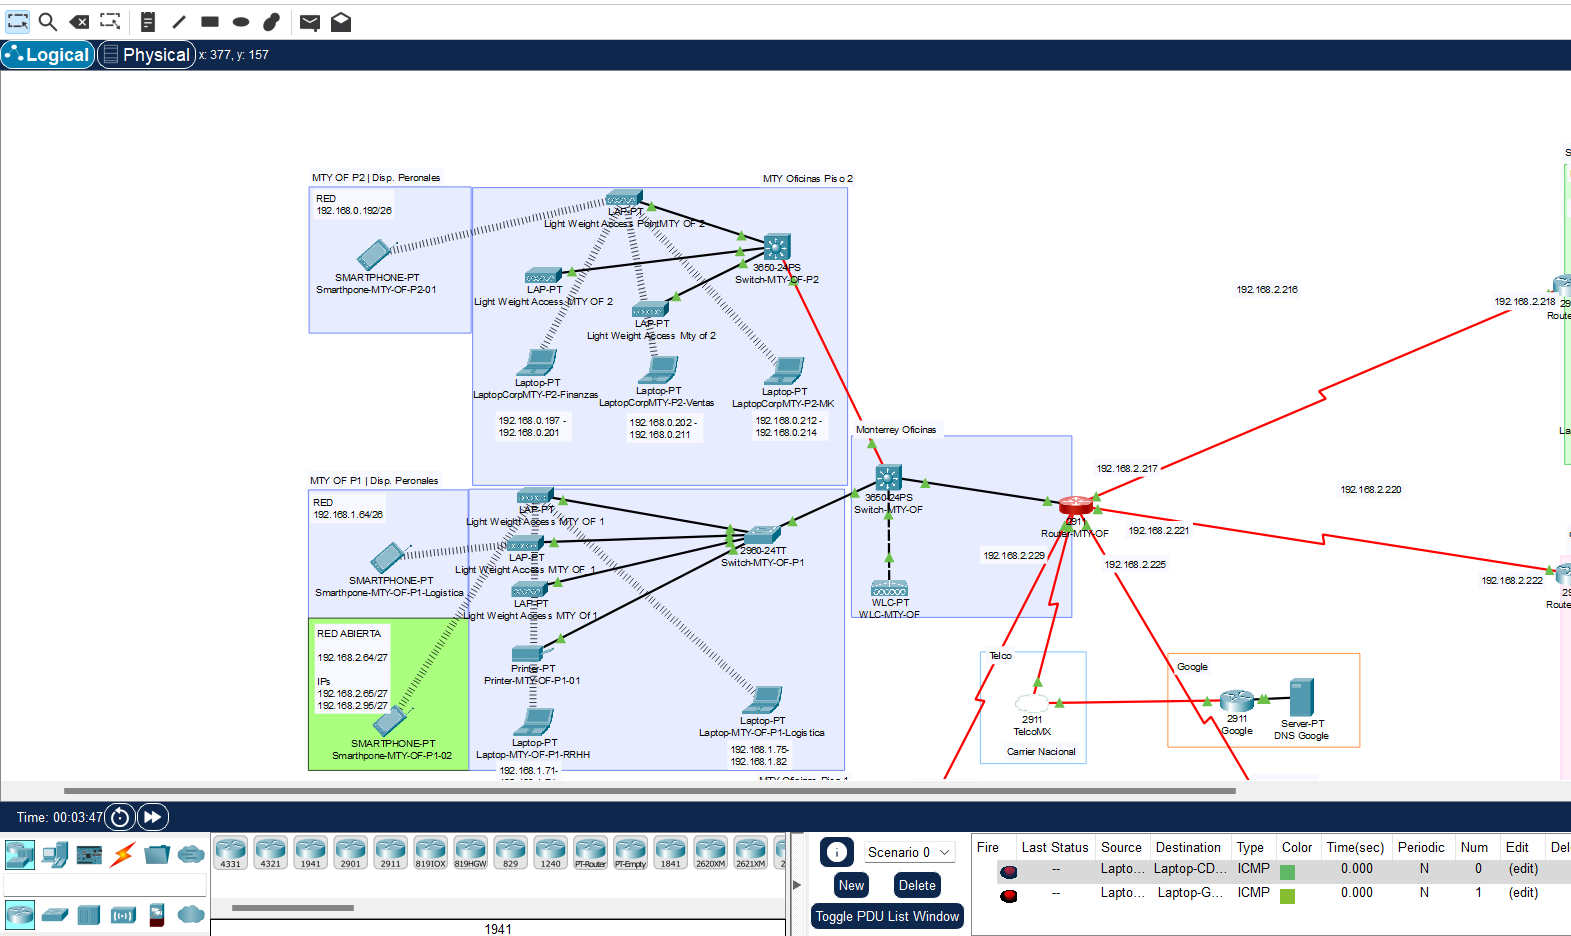 Logical
Physical
x: 377, y: 157
MTY OF P2 | Disp. Peronales
MTY Oficinas Piso 2
RED
192.168.0.192/26
SMARTPHONE-PT
Smarthpone-MTY-OF-P2-01
LAP-PT
Light Weight Access PointMTY OF 2
3650-24PS
Switch-MTY-OF-P2
LAP-PT
Light Weight Access MTY OF 2
LAP-PT
Light Weight Access Mty of 2
Laptop-PT
LaptopCorpMTY-P2-Finanzas
Laptop-PT
LaptopCorpMTY-P2-Ventas
Laptop-PT
LaptopCorpMTY-P2-MK
192.168.0.197 -
192.168.0.201
192.168.0.202 -
192.168.0.211
192.168.0.212 -
192.168.0.214
Monterrey Oficinas
3650-24PS
Switch-MTY-OF
WLC-PT
WLC-MTY-OF
2911
Router-MTY-OF
192.168.2.216
192.168.2.218
192.168.2.217
192.168.2.220
192.168.2.221
192.168.2.222
192.168.2.229
192.168.2.225
MTY OF P1 | Disp. Peronales
RED
192.168.1.64/26
SMARTPHONE-PT
Smarthpone-MTY-OF-P1-Logistica
LAP-PT
Light Weight Access MTY OF 1
LAP-PT
Light Weight Access MTY OF 1
LAP-PT
Light Weight Access MTY Of 1
2960-24TT
Switch-MTY-OF-P1
RED ABIERTA
192.168.2.64/27
IPs
192.168.2.65/27
192.168.2.95/27
SMARTPHONE-PT
Smarthpone-MTY-OF-P1-02
Printer-PT
Printer-MTY-OF-P1-01
Laptop-PT
Laptop-MTY-OF-P1-RRHH
192.168.1.71-
Laptop-PT
Laptop-MTY-OF-P1-Logistica
192.168.1.75-
192.168.1.82
Telco
2911
TelcoMX
Carrier Nacional
Google
2911
Google
Server-PT
DNS Google
Time: 00:03:47
4331
4321
1941
2901
2911
819IOX
819HGW
829
1240
PT-Router
PT-Empty
1841
2620XM
2621XM
1941
Scenario 0
New
Delete
Toggle PDU List Window
Fire Last Status Source Destination Type Color Time(sec) Periodic Num Edit Del
-- Lapto... Laptop-CD... ICMP 0.000 N 0 (edit)
-- Lapto... Laptop-G... ICMP 0.000 N 1 (edit)